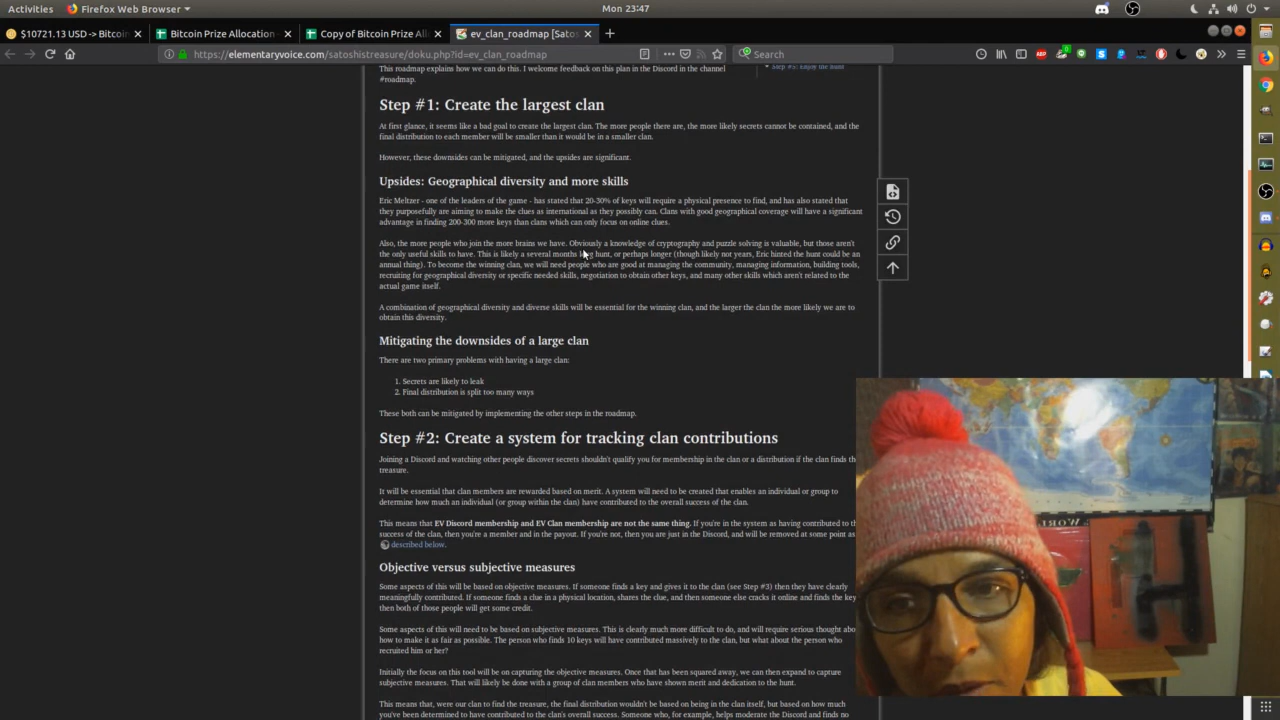 Activities Firefox Web Browser Mon 23:47
$10721.13 USD -> Bitcoin Bitcoin Prize Allocation - Copy of Bitcoin Prize All ev_clan_roadmap [Satos
https://elementaryvoice.com/satoshistreasure/doku.php?id=ev_clan_roadmap Search
This roadmap explains how we can do this. I welcome feedback on this plan in the Discord in the channel
#roadmap.
Step #1: Create the largest clan
At first glance, it seems like a bad goal to create the largest clan. The more people there are, the more likely secrets cannot be contained, and the
final distribution to each member will be smaller than it would be in a smaller clan.
However, these downsides can be mitigated, and the upsides are significant.
Upsides: Geographical diversity and more skills
Eric Meltzer - one of the leaders of the game - has stated that 20-30% of keys will require a physical presence to find, and has also stated that
they purposefully are aiming to make the clues as international as they possibly can. Clans with good geographical coverage will have a significant
advantage in finding 200-300 more keys than clans which can only focus on online clues.
Also, the more people who join the more brains we have. Obviously a knowledge of cryptography and puzzle solving is valuable, but those aren't
the only useful skills to have. This is likely a several months long hunt, or perhaps longer (though likely not years, Eric hinted the hunt could be an
annual thing). To become the winning clan, we will need people who are good at managing the community, managing information, building tools,
recruiting for geographical diversity or specific needed skills, negotiation to obtain other keys, and many other skills which aren't related to the
actual game itself.
A combination of geographical diversity and diverse skills will be essential for the winning clan, and the larger the clan the more likely we are to
obtain this diversity.
Mitigating the downsides of a large clan
There are two primary problems with having a large clan:
1. Secrets are likely to leak
2. Final distribution is split too many ways
These both can be mitigated by implementing the other steps in the roadmap.
Step #2: Create a system for tracking clan contributions
Joining a Discord and watching other people discover secrets shouldn't qualify you for membership in the clan or a distribution if the clan finds th
treasure.
It will be essential that clan members are rewarded based on merit. A system will need to be created that enables an individual or group to
determine how much an individual (or group within the clan) have contributed to the overall success of the clan.
This means that EV Discord membership and EV Clan membership are not the same thing. If you're in the system as having contributed to th
success of the clan, then you're a member and in the payout. If you're not, then you are just in the Discord, and will be removed at some point as
described below.
Objective versus subjective measures
Some aspects of this will be based on objective measures. If someone finds a key and gives it to the clan (see Step #3) then they have clearly
meaningfully contributed. If someone finds a clue in a physical location, shares the clue, and then someone else cracks it online and finds the key
then both of those people will get some credit.
Some aspects of this will need to be based on subjective measures. This is clearly much more difficult to do, and will require serious thought abo
how to make it as fair as possible. The person who finds 10 keys will have contributed massively to the clan, but what about the person who
recruited him or her?
Initially the focus on this tool will be on capturing the objective measures. Once that has been squared away, we can then expand to capture
subjective measures. That will likely be done with a group of clan members who have shown merit and dedication to the hunt.
This means that, were our clan to find the treasure, the final distribution wouldn't be based on being in the clan itself, but based on how much
you've been determined to have contributed to the clan's overall success. Someone who, for example, helps moderate the Discord and finds no